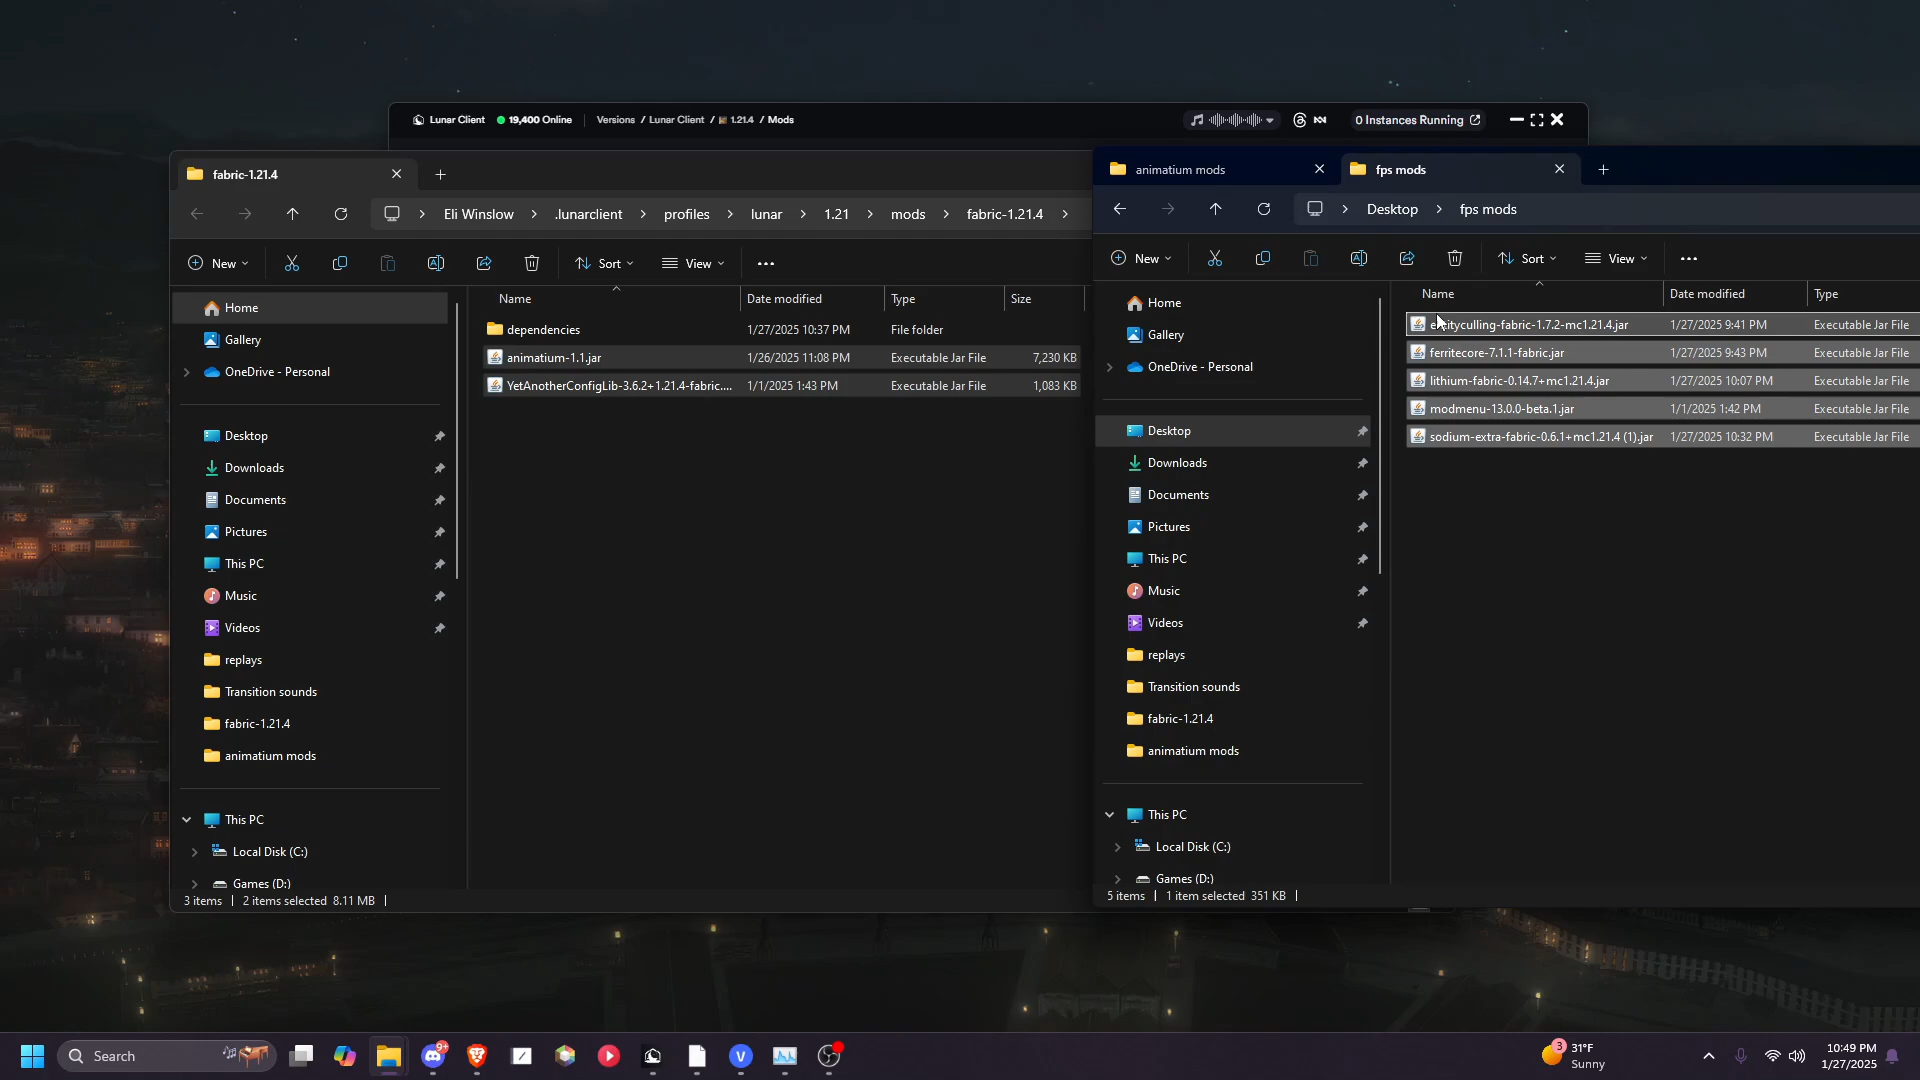 Lunar Client 19,400 Online Versions / Lunar Client / 1.21.4 / Mods 0 Instances Running
fabric-1.21.4
Eli Winslow > .lunarclient > profiles > lunar > 1.21 > mods > fabric-1.21.4 >
New Sort View
Home
Gallery
OneDrive - Personal
Desktop
Downloads
Documents
Pictures
This PC
Music
Videos
replays
Transition sounds
fabric-1.21.4
animatium mods
This PC
Local Disk (C:)
Games (D:)
Name Date modified Type Size
dependencies 1/27/2025 10:37 PM File folder
animatium-1.1.jar 1/26/2025 11:08 PM Executable Jar File 7,230 KB
YetAnotherConfigLib-3.6.2+1.21.4-fabric.... 1/1/2025 1:43 PM Executable Jar File 1,083 KB
3 items 2 items selected 8.11 MB
animatium mods fps mods
Desktop > fps mods
New Sort View
Home
Gallery
OneDrive - Personal
Desktop
Downloads
Documents
Pictures
This PC
Music
Videos
replays
Transition sounds
fabric-1.21.4
animatium mods
This PC
Local Disk (C:)
Games (D:)
Name Date modified Type
1/27/2025 9:41 PM Executable Jar File
ferritecore-7.1.1-fabric.jar 1/27/2025 9:43 PM Executable Jar File
lithium-fabric-0.14.7+mc1.21.4.jar 1/27/2025 10:07 PM Executable Jar File
modmenu-13.0.0-beta.1.jar 1/1/2025 1:42 PM Executable Jar File
sodium-extra-fabric-0.6.1+mc1.21.4 (1).jar 1/27/2025 10:32 PM Executable Jar File
5 items 1 item selected 351 KB
Search
9+
V
3
31°F
Sunny
10:49 PM
1/27/2025